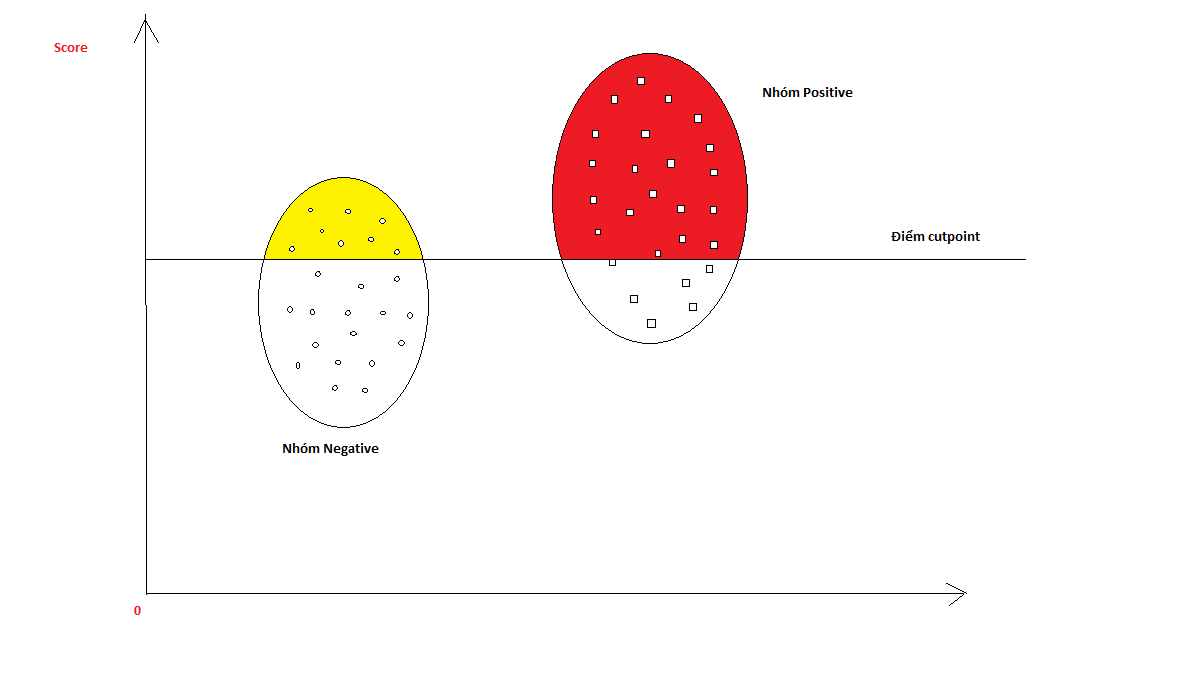 Score
Nhóm Positive
Điểm cutpoint
Nhóm Negative
0